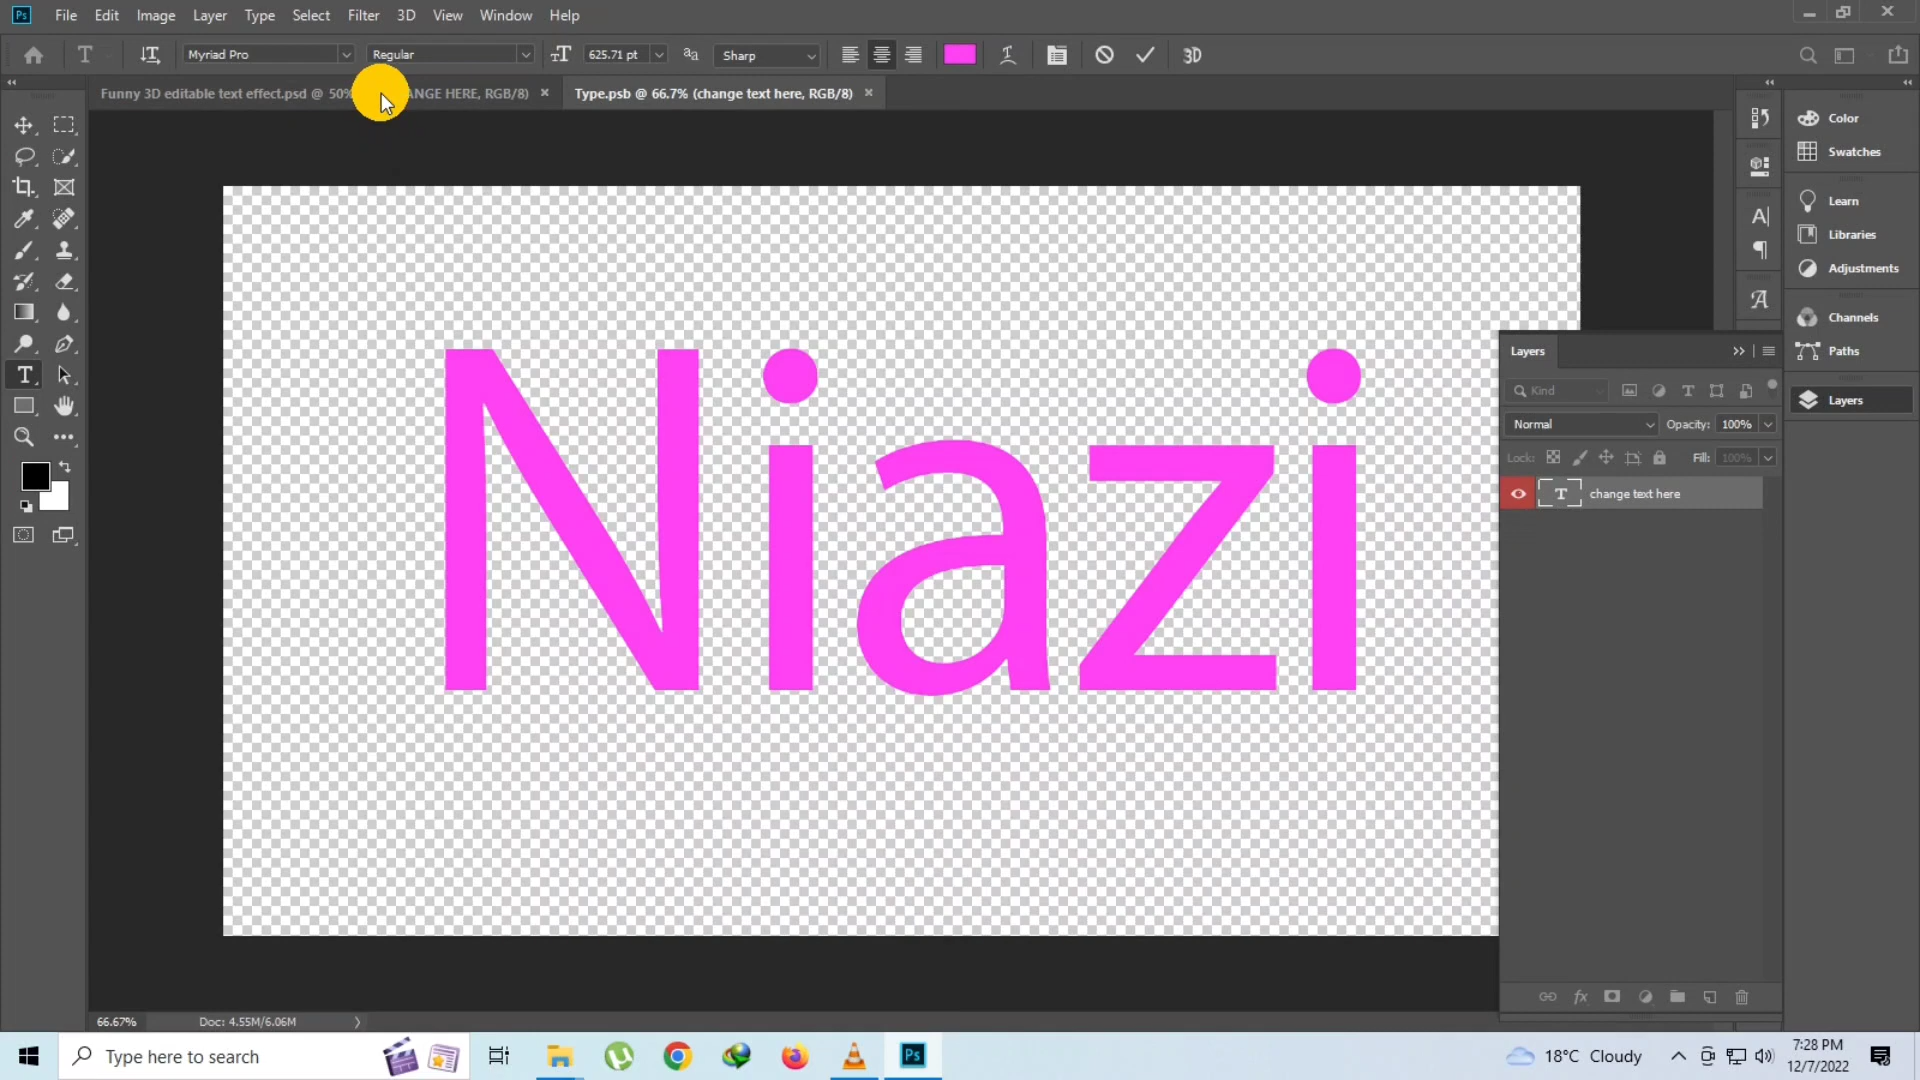 Ps File Edit Image Layer Type Select Filter 3D View Window Help
Myriad Pro Regular 625.71 pt Sharp 3D
Funny 3D editable text effect.psd @ 50% ANGE HERE, RGB/8) × Type.psb @ 66.7% (change text here, RGB/8) ×
Color
Swatches
Learn
Libraries
Adjustments
Channels
Paths
Layers
Niazi
Layers
Kind
Normal Opacity: 100%
Lock: Fill: 100%
T change text here
fx
66.67% Doc: 4.55M/6.06M
Type here to search
Ps
18°C Cloudy
7:28 PM
12/7/2022